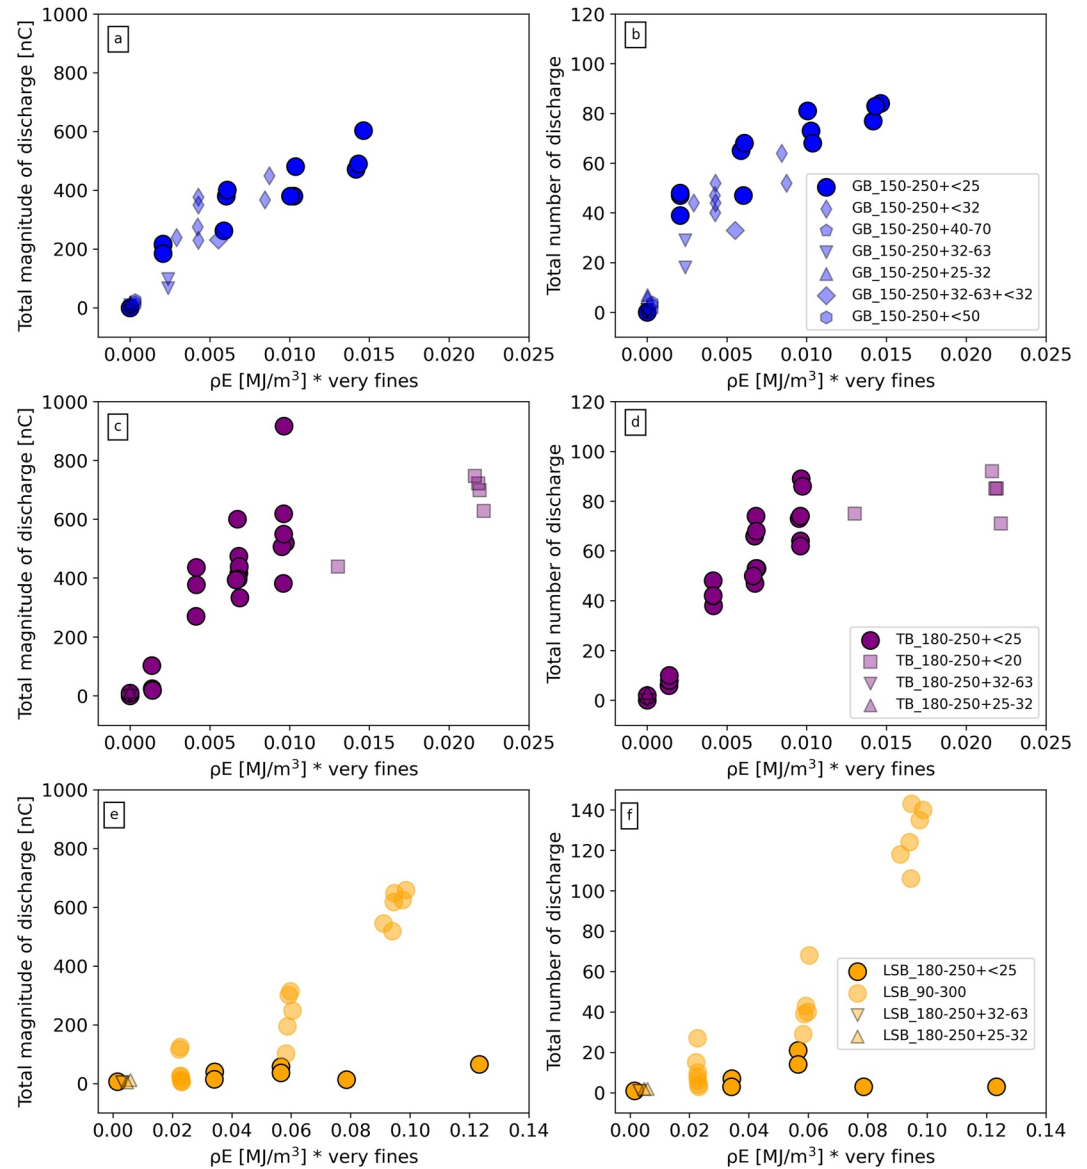 a
Total magnitude of discharge [nC]
1000
800
600
400
200
0
0.000 0.005 0.010 0.015 0.020 0.025
ρE [MJ/m³] * very fines
b
Total number of discharge
120
100
80
60
40
20
0
GB_150-250+<25
GB_150-250+<32
GB_150-250+40-70
GB_150-250+32-63
GB_150-250+25-32
GB_150-250+32-63+<32
GB_150-250+<50
0.000 0.005 0.010 0.015 0.020 0.025
ρE [MJ/m³] * very fines
c
Total magnitude of discharge [nC]
1000
800
600
400
200
0
0.000 0.005 0.010 0.015 0.020 0.025
ρE [MJ/m³] * very fines
d
Total number of discharge
120
100
80
60
40
20
0
TB_180-250+<25
TB_180-250+<20
TB_180-250+32-63
TB_180-250+25-32
0.000 0.005 0.010 0.015 0.020 0.025
ρE [MJ/m³] * very fines
e
Total magnitude of discharge [nC]
1000
800
600
400
200
0
0.00 0.02 0.04 0.06 0.08 0.10 0.12 0.14
ρE [MJ/m³] * very fines
f
Total number of discharge
140
120
100
80
60
40
20
0
LSB_180-250+<25
LSB_90-300
LSB_180-250+32-63
LSB_180-250+25-32
0.00 0.02 0.04 0.06 0.08 0.10 0.12 0.14
ρE [MJ/m³] * very fines